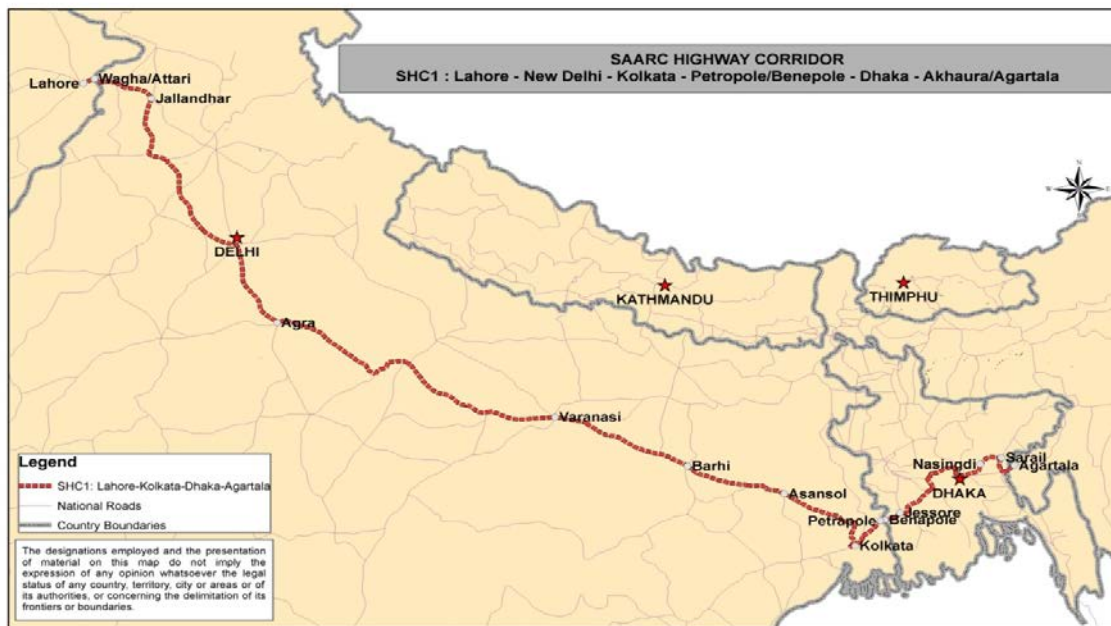 SAARC HIGHWAY CORRIDOR
SHC1 : Lahore - New Delhi - Kolkata - Petropole/Benepole - Dhaka - Akhaura/Agartala
Wagha/Attari
Lahore
Jallandhar
N
W
E
S
DELHI
KATHMANDU
THIMPHU
Agra
Varanasi
Barhi
Asansol
Nasingdi
Sarail
Agartala
DHAKA
Jessore
Petrapole
Benapole
Kolkata
Legend
SHC1: Lahore-Kolkata-Dhaka-Agartala
National Roads
Country Boundaries
The designations employed and the presentation
of material on this map do not imply the
expression of any opinion whatsoever the legal
status of any country, territory, city or areas or of
its authorities, or concerning the delimitation of its
frontiers or boundaries.